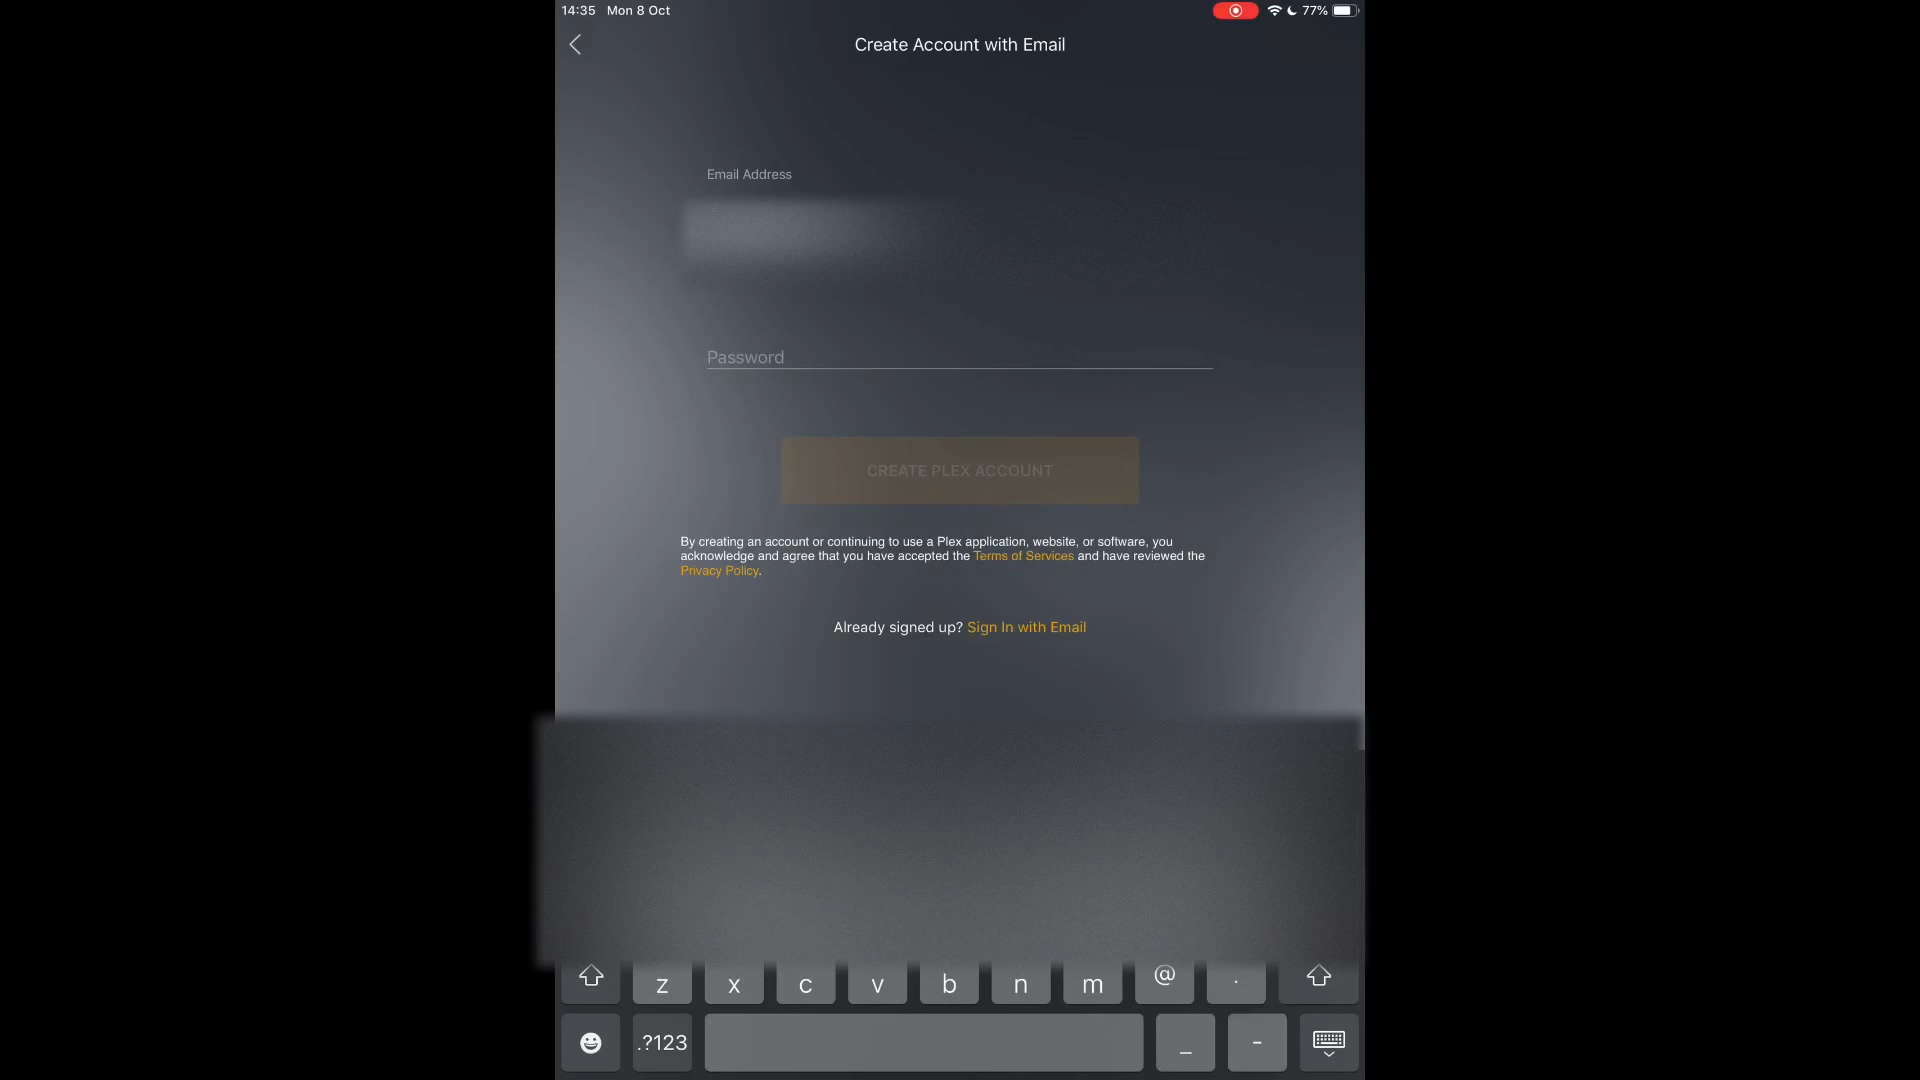 14:35 Mon 8 Oct 77%
Create Account with Email
Email Address
Password
CREATE PLEX ACCOUNT
By creating an account or continuing to use a Plex application, website, or software, you
acknowledge and agree that you have accepted the Terms of Services and have reviewed the
Privacy Policy.
Already signed up? Sign In with Email
z x c v b n m @ .
.?123 _ -